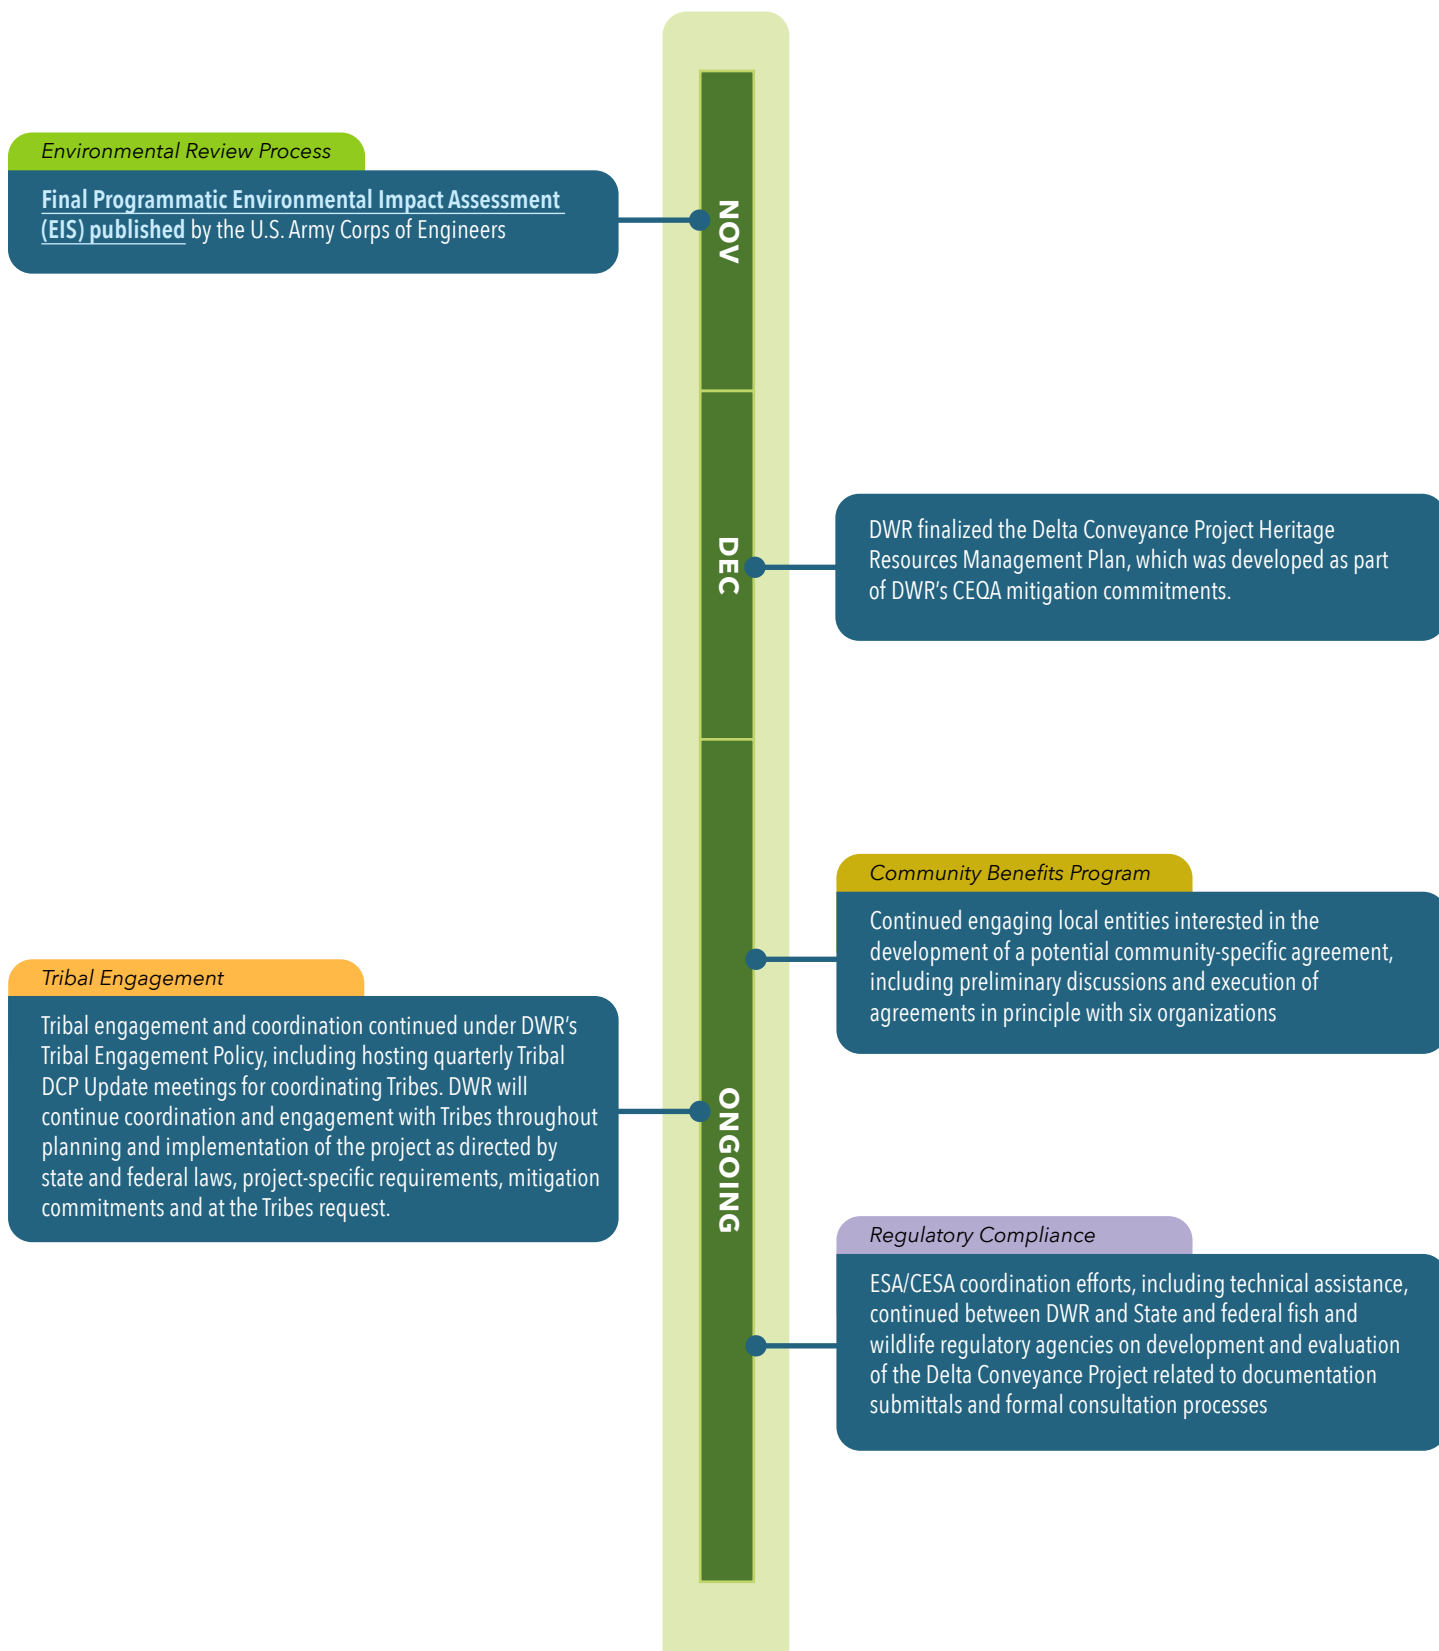 Environmental Review Process
Final Programmatic Environmental Impact Assessment
(EIS) published by the U.S. Army Corps of Engineers
NOV
DEC
DWR finalized the Delta Conveyance Project Heritage
Resources Management Plan, which was developed as part
of DWR's CEQA mitigation commitments.
Community Benefits Program
Continued engaging local entities interested in the
development of a potential community-specific agreement,
including preliminary discussions and execution of
agreements in principle with six organizations
Tribal Engagement
Tribal engagement and coordination continued under DWR's
Tribal Engagement Policy, including hosting quarterly Tribal
DCP Update meetings for coordinating Tribes. DWR will
continue coordination and engagement with Tribes throughout
planning and implementation of the project as directed by
state and federal laws, project-specific requirements, mitigation
commitments and at the Tribes request.
ONGOING
Regulatory Compliance
ESA/CESA coordination efforts, including technical assistance,
continued between DWR and State and federal fish and
wildlife regulatory agencies on development and evaluation
of the Delta Conveyance Project related to documentation
submittals and formal consultation processes